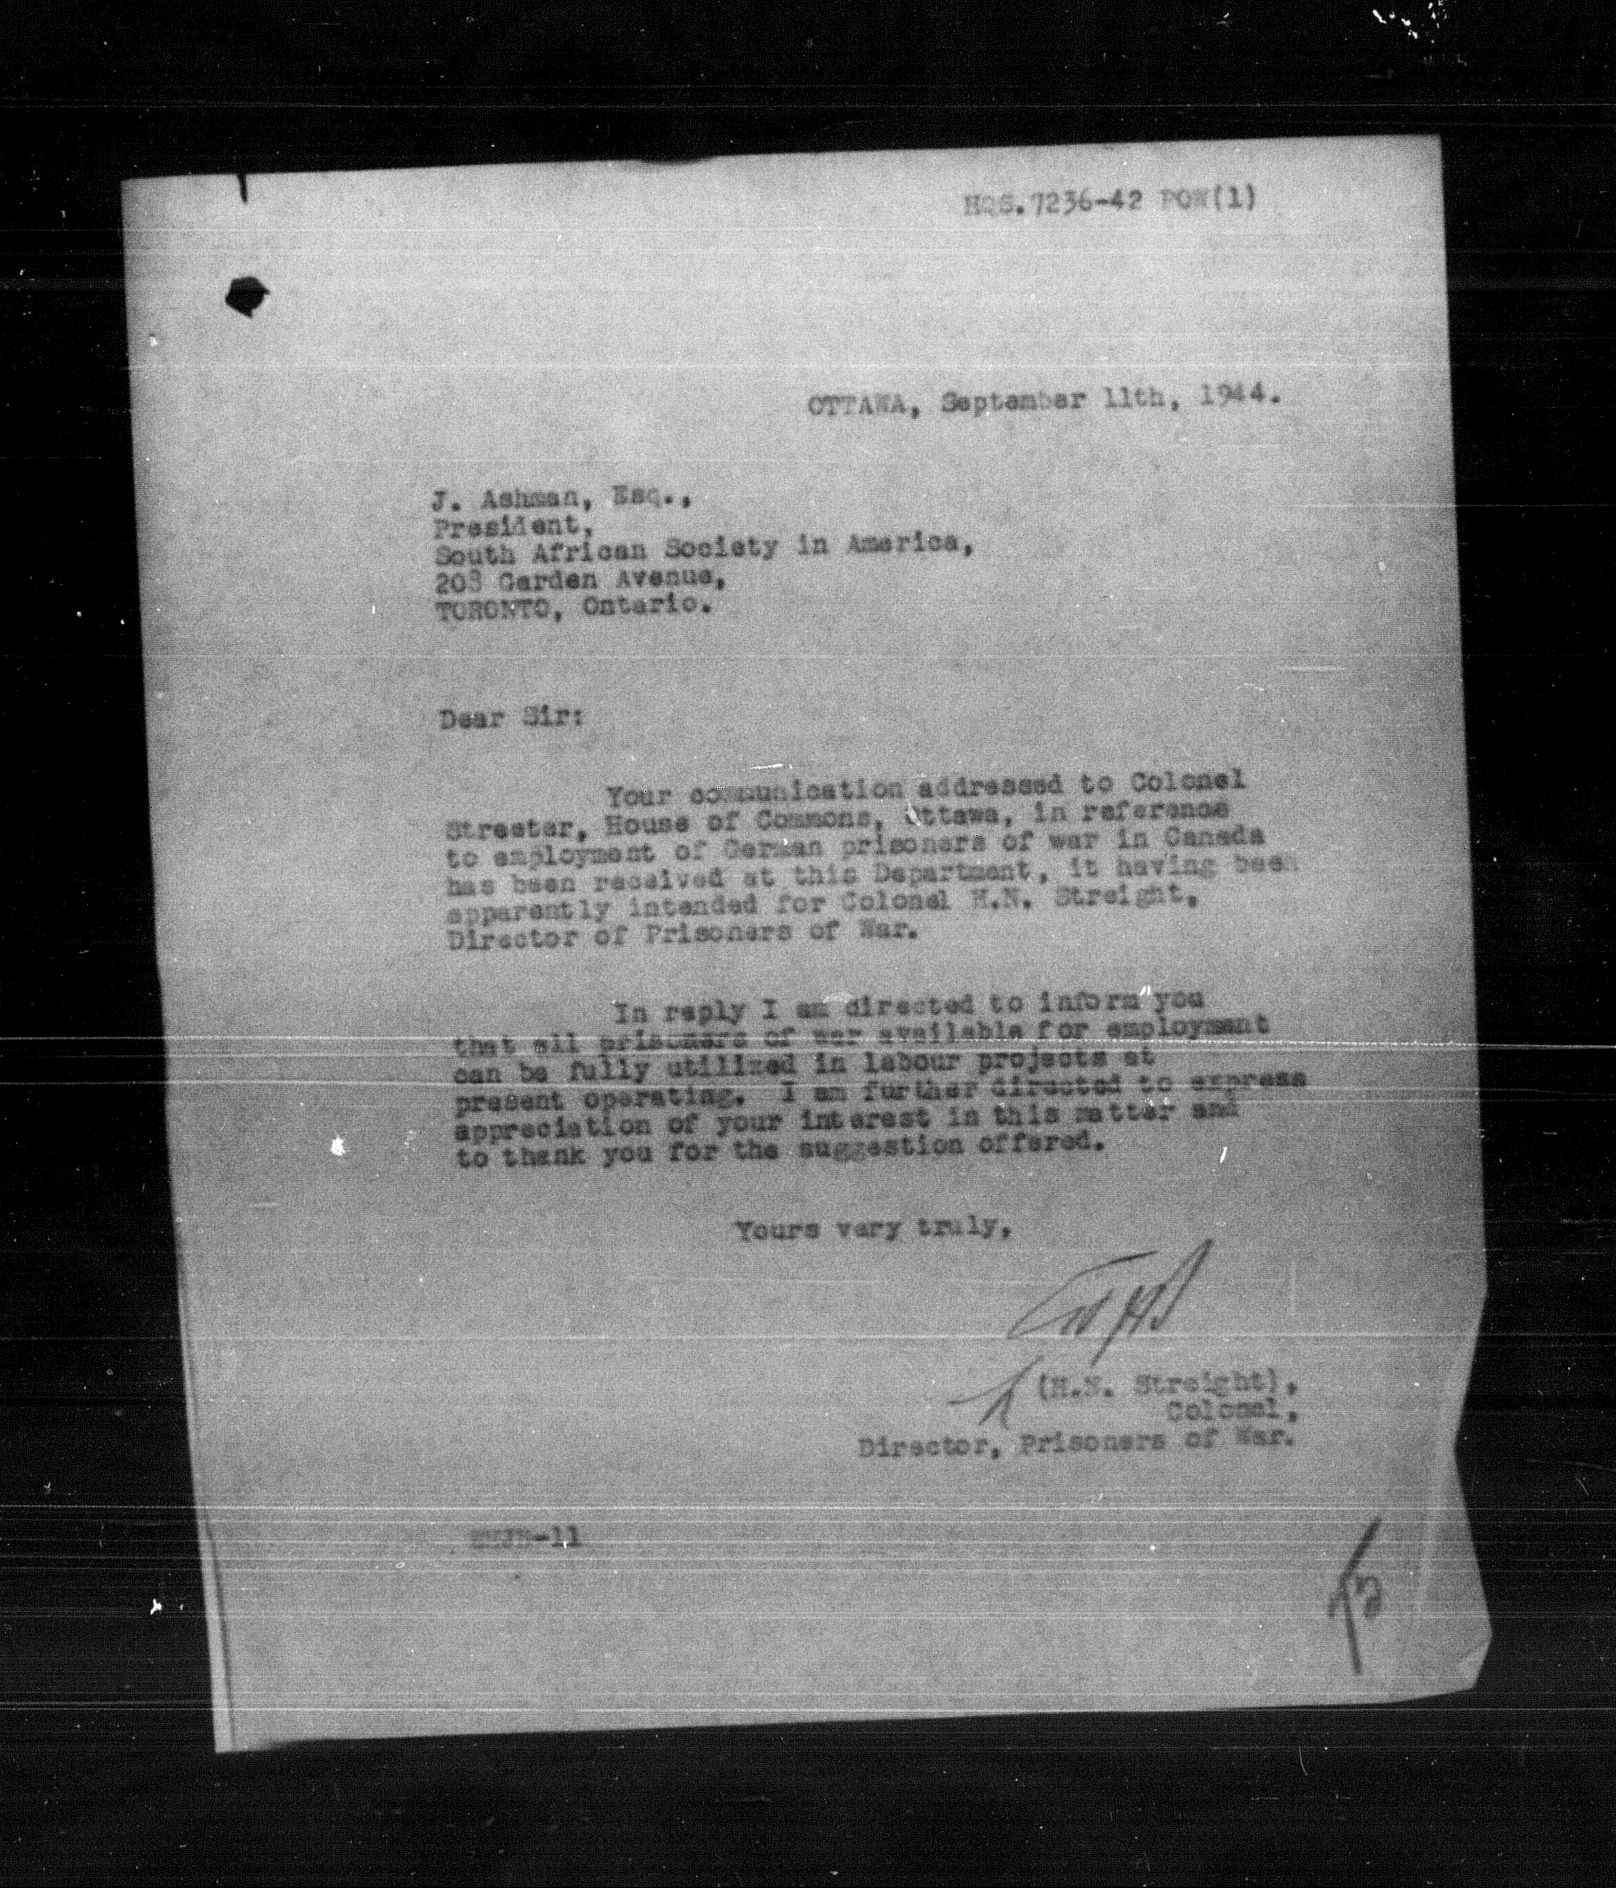 HQS.7236-42 POW(1)
OTTAWA, September 11th, 1944.
J. Ashman, Esq.,
President,
South African Society in America,
203 Garden Avenue,
TORONTO, Ontario.
Dear Sir:
Your communication addressed to Colonel
Streeter, House of Commons, Ottawa, in reference
to employment of German prisoners of war in Canada
has been received at this Department, it having been
apparently intended for Colonel H.N. Streight,
Director of Prisoners of War.
In reply I am directed to inform you
that all prisoners of war available for employment
can be fully utilized in labour projects at
present operating. I am further directed to express
appreciation of your interest in this matter and
to thank you for the suggestion offered.
Yours very truly,
(H.N. Streight),
Colonel,
Director, Prisoners of War.